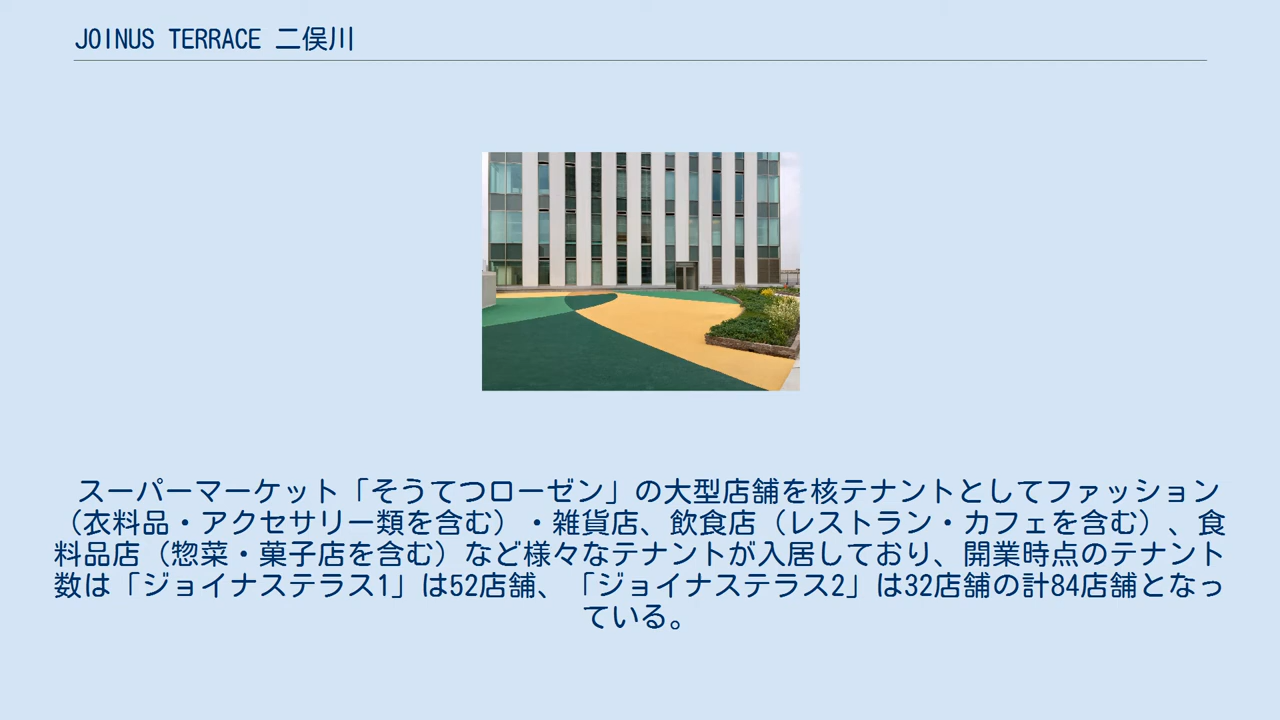 JOINUS TERRACE 二俣川
スーパーマーケット「そうてつローゼン」の大型店舗を核テナントとしてファッション
（衣料品・アクセサリー類を含む）・雑貨店、飲食店（レストラン・カフェを含む）、食
料品店（惣菜・菓子店を含む）など様々なテナントが入居しており、開業時点のテナント
数は「ジョイナステラス1」は52店舗、「ジョイナステラス2」は32店舗の計84店舗となっ
ている。